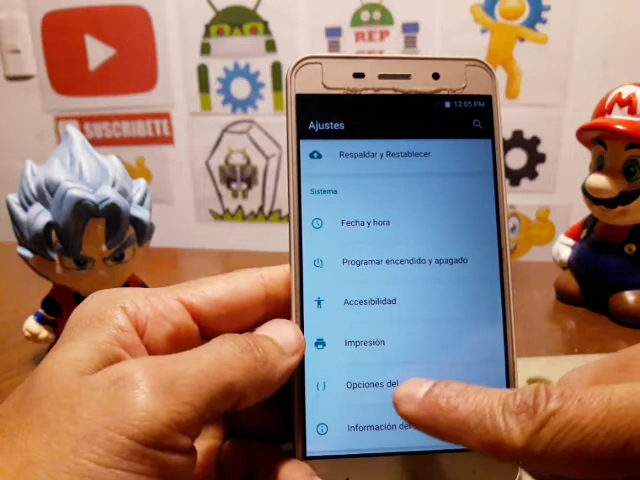 REP
SUSCRIBETE
12:05 PM
Ajustes
Respaldar y Restablecer
Sistema
Fecha y hora
Programar encendido y apagado
Accesibilidad
Impresión
{ } Opciones del
Información del
M